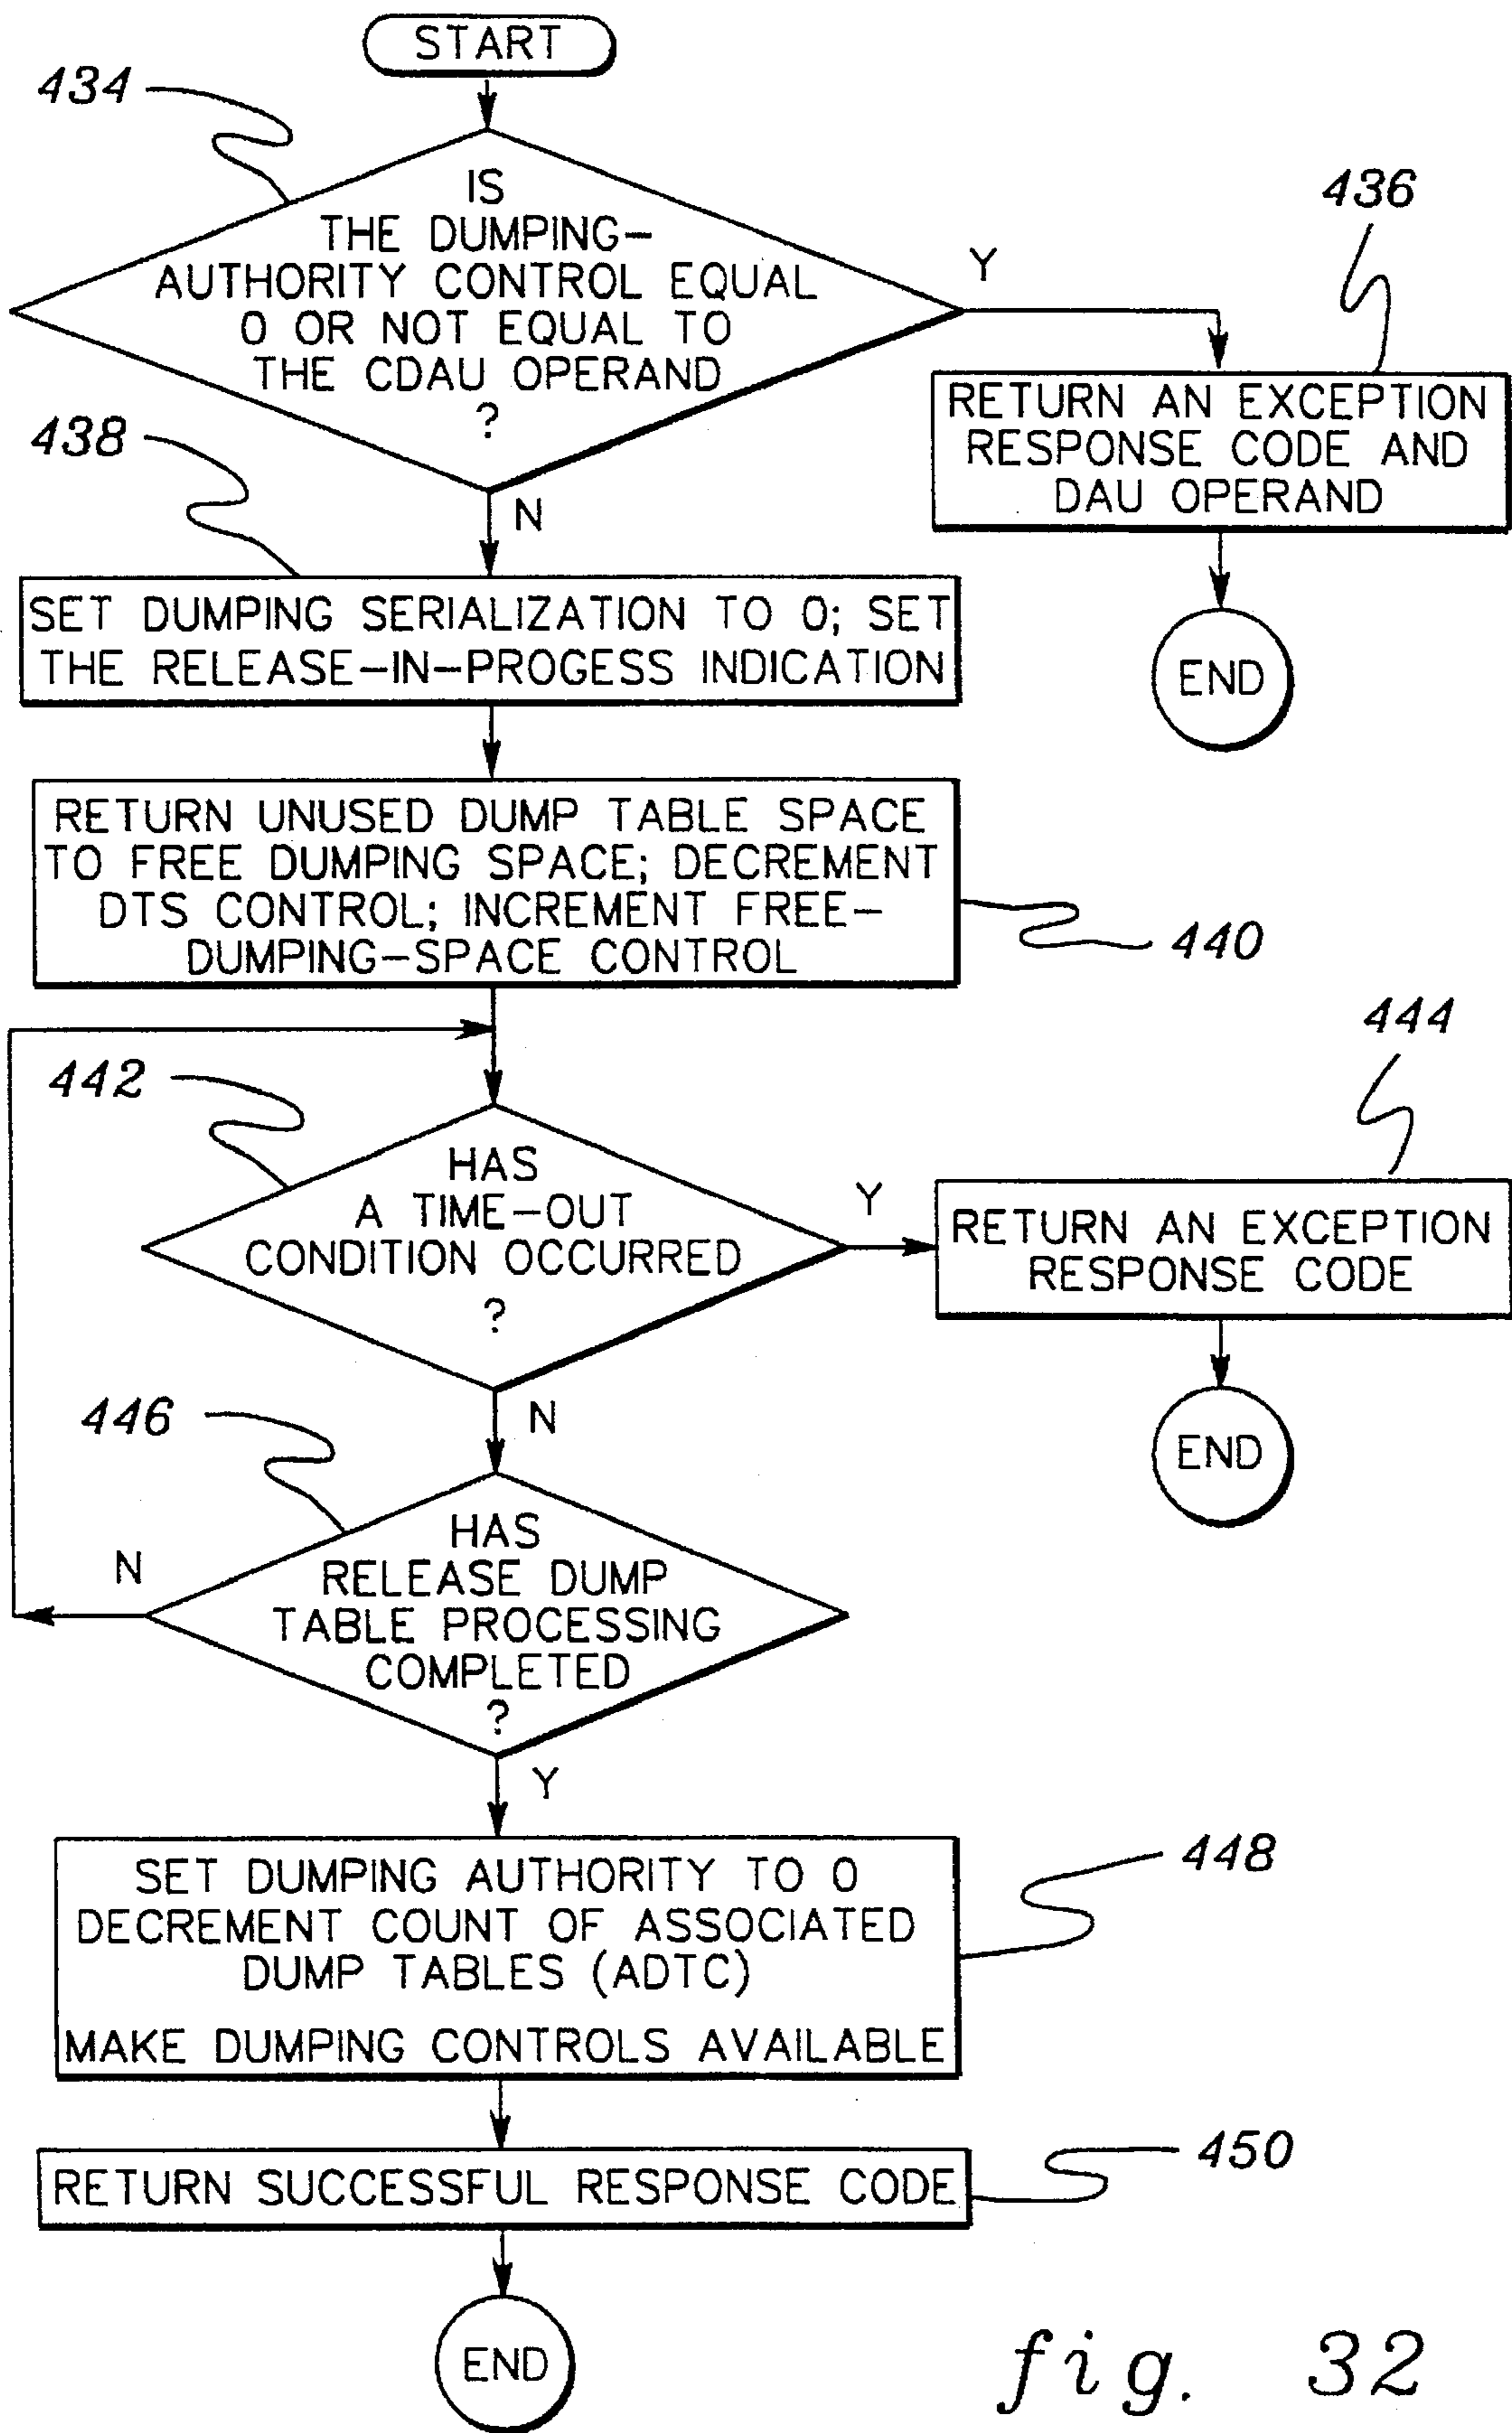 START
434
IS
THE DUMPING-
AUTHORITY CONTROL EQUAL
0 OR NOT EQUAL TO
THE CDAU OPERAND
?
Y
436
RETURN AN EXCEPTION
RESPONSE CODE AND
DAU OPERAND
END
N
438
SET DUMPING SERIALIZATION TO 0; SET
THE RELEASE-IN-PROGESS INDICATION
RETURN UNUSED DUMP TABLE SPACE
TO FREE DUMPING SPACE; DECREMENT
DTS CONTROL; INCREMENT FREE-
DUMPING-SPACE CONTROL
440
442
HAS
A TIME-OUT
CONDITION OCCURRED
?
Y
444
RETURN AN EXCEPTION
RESPONSE CODE
END
N
446
HAS
RELEASE DUMP
TABLE PROCESSING
COMPLETED
?
N
Y
SET DUMPING AUTHORITY TO 0
DECREMENT COUNT OF ASSOCIATED
DUMP TABLES (ADTC)
MAKE DUMPING CONTROLS AVAILABLE
448
RETURN SUCCESSFUL RESPONSE CODE
450
END
fig. 32